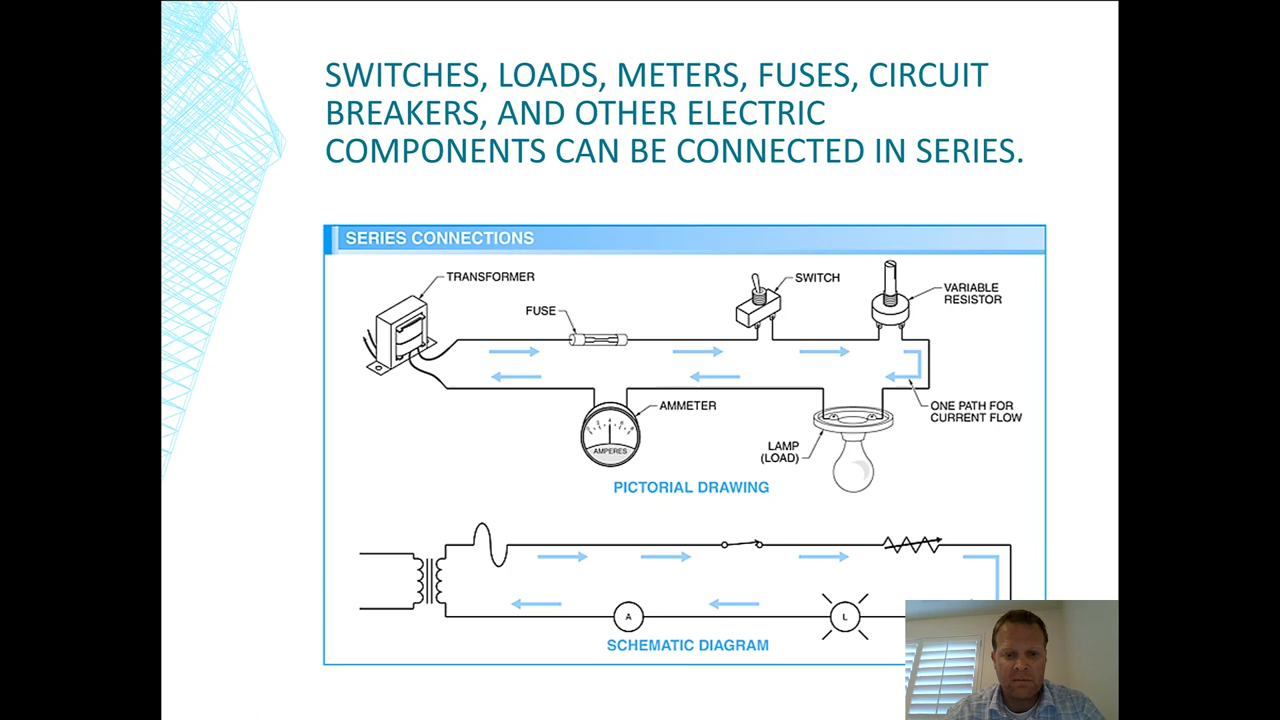 SWITCHES, LOADS, METERS, FUSES, CIRCUIT
BREAKERS, AND OTHER ELECTRIC
COMPONENTS CAN BE CONNECTED IN SERIES.
SERIES CONNECTIONS
TRANSFORMER
FUSE
SWITCH
VARIABLE
RESISTOR
AMMETER
AMPERES
LAMP
(LOAD)
ONE PATH FOR
CURRENT FLOW
PICTORIAL DRAWING
A
L
SCHEMATIC DIAGRAM